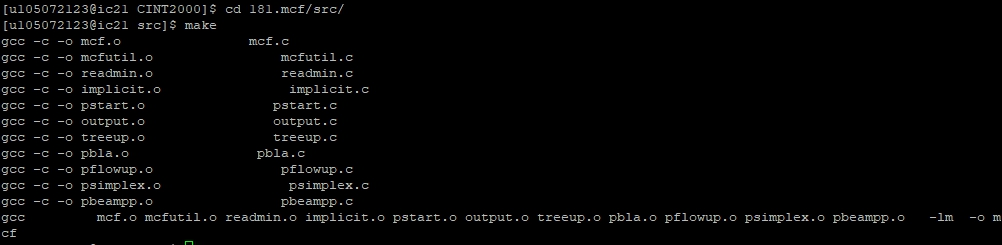 [u105072123@ic21 CINT2000]$ cd 181.mcf/src/
[u105072123@ic21 src]$ make
gcc -c -o mcf.o                mcf.c
gcc -c -o mcfutil.o                mcfutil.c
gcc -c -o readmin.o                readmin.c
gcc -c -o implicit.o                implicit.c
gcc -c -o pstart.o                pstart.c
gcc -c -o output.o                output.c
gcc -c -o treeup.o                treeup.c
gcc -c -o pbla.o                pbla.c
gcc -c -o pflowup.o                pflowup.c
gcc -c -o psimplex.o                psimplex.c
gcc -c -o pbeampp.o                pbeampp.c
gcc         mcf.o mcfutil.o readmin.o implicit.o pstart.o output.o treeup.o pbla.o pflowup.o psimplex.o pbeampp.o   -lm  -o m
cf